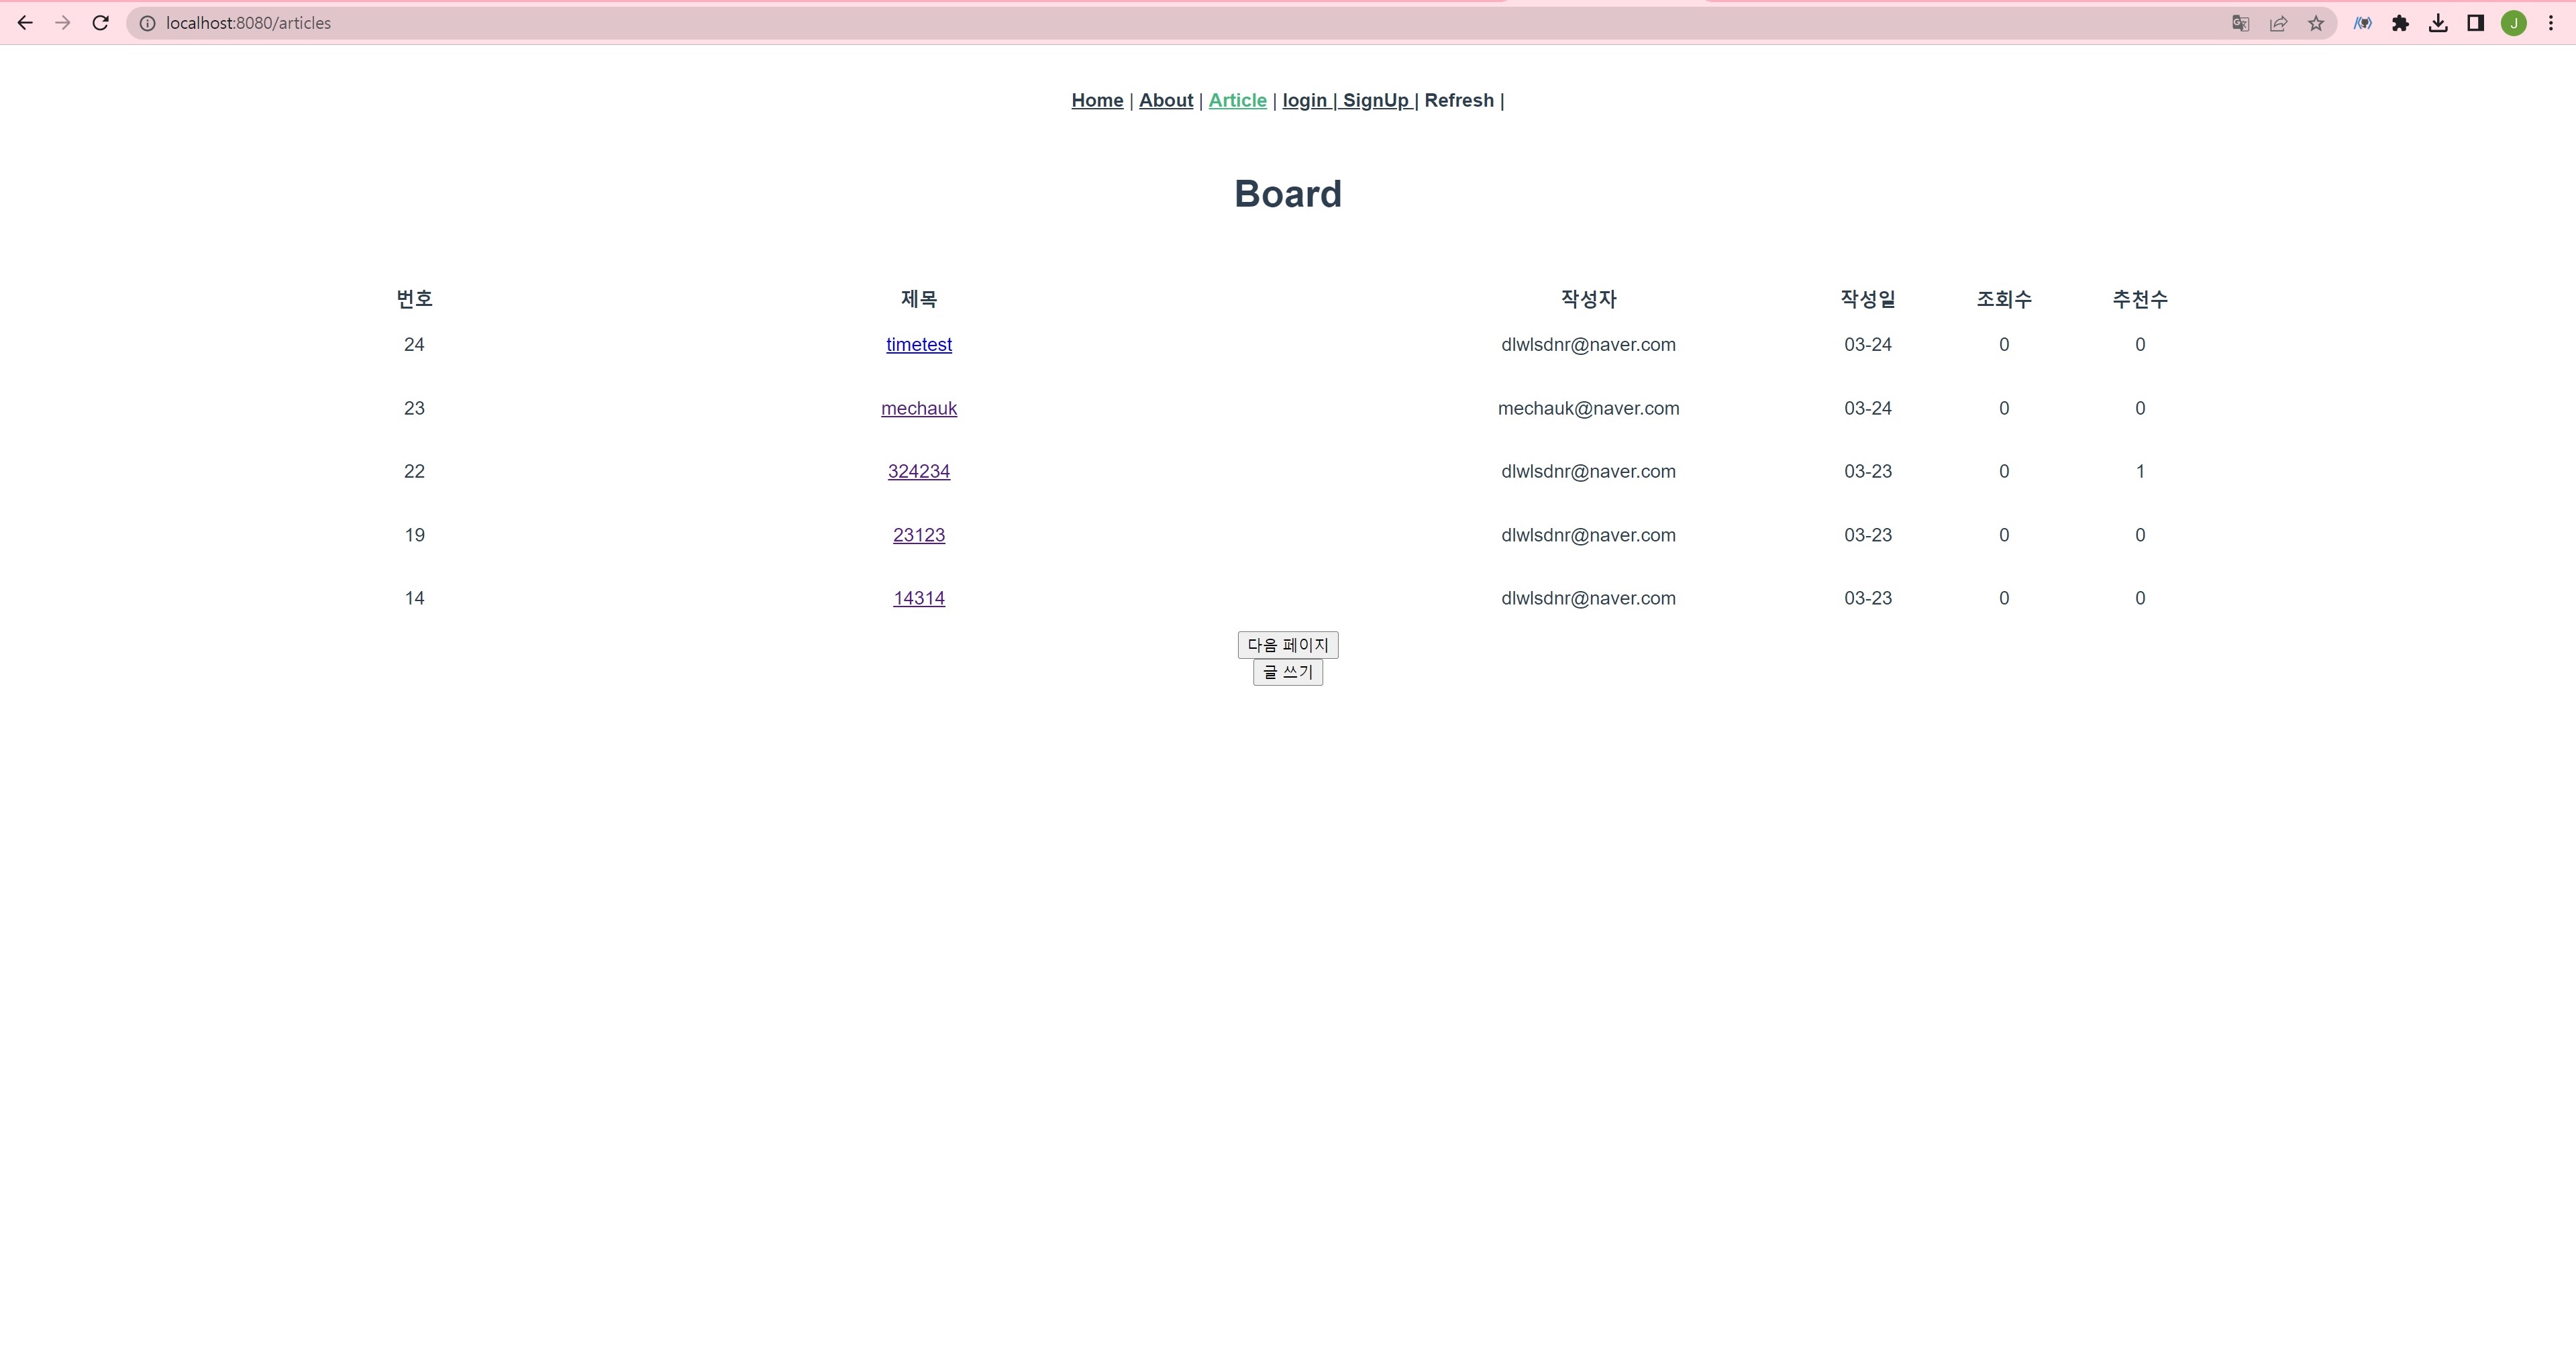 localhost:8080/articles
J
Home | About | Article | login | SignUp | Refresh |
Board
번호 제목 작성자 작성일 조회수 추천수
24 timetest dlwlsdnr@naver.com 03-24 0 0
23 mechauk mechauk@naver.com 03-24 0 0
22 324234 dlwlsdnr@naver.com 03-23 0 1
19 23123 dlwlsdnr@naver.com 03-23 0 0
14 14314 dlwlsdnr@naver.com 03-23 0 0
다음 페이지
글 쓰기